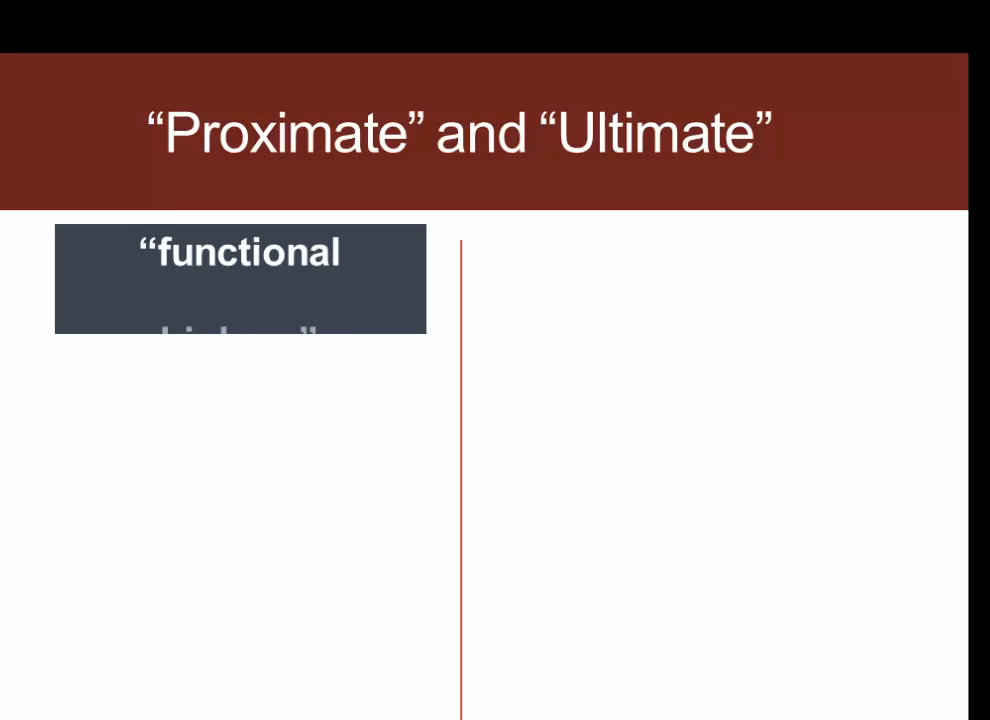 “Proximate” and “Ultimate”
“functional